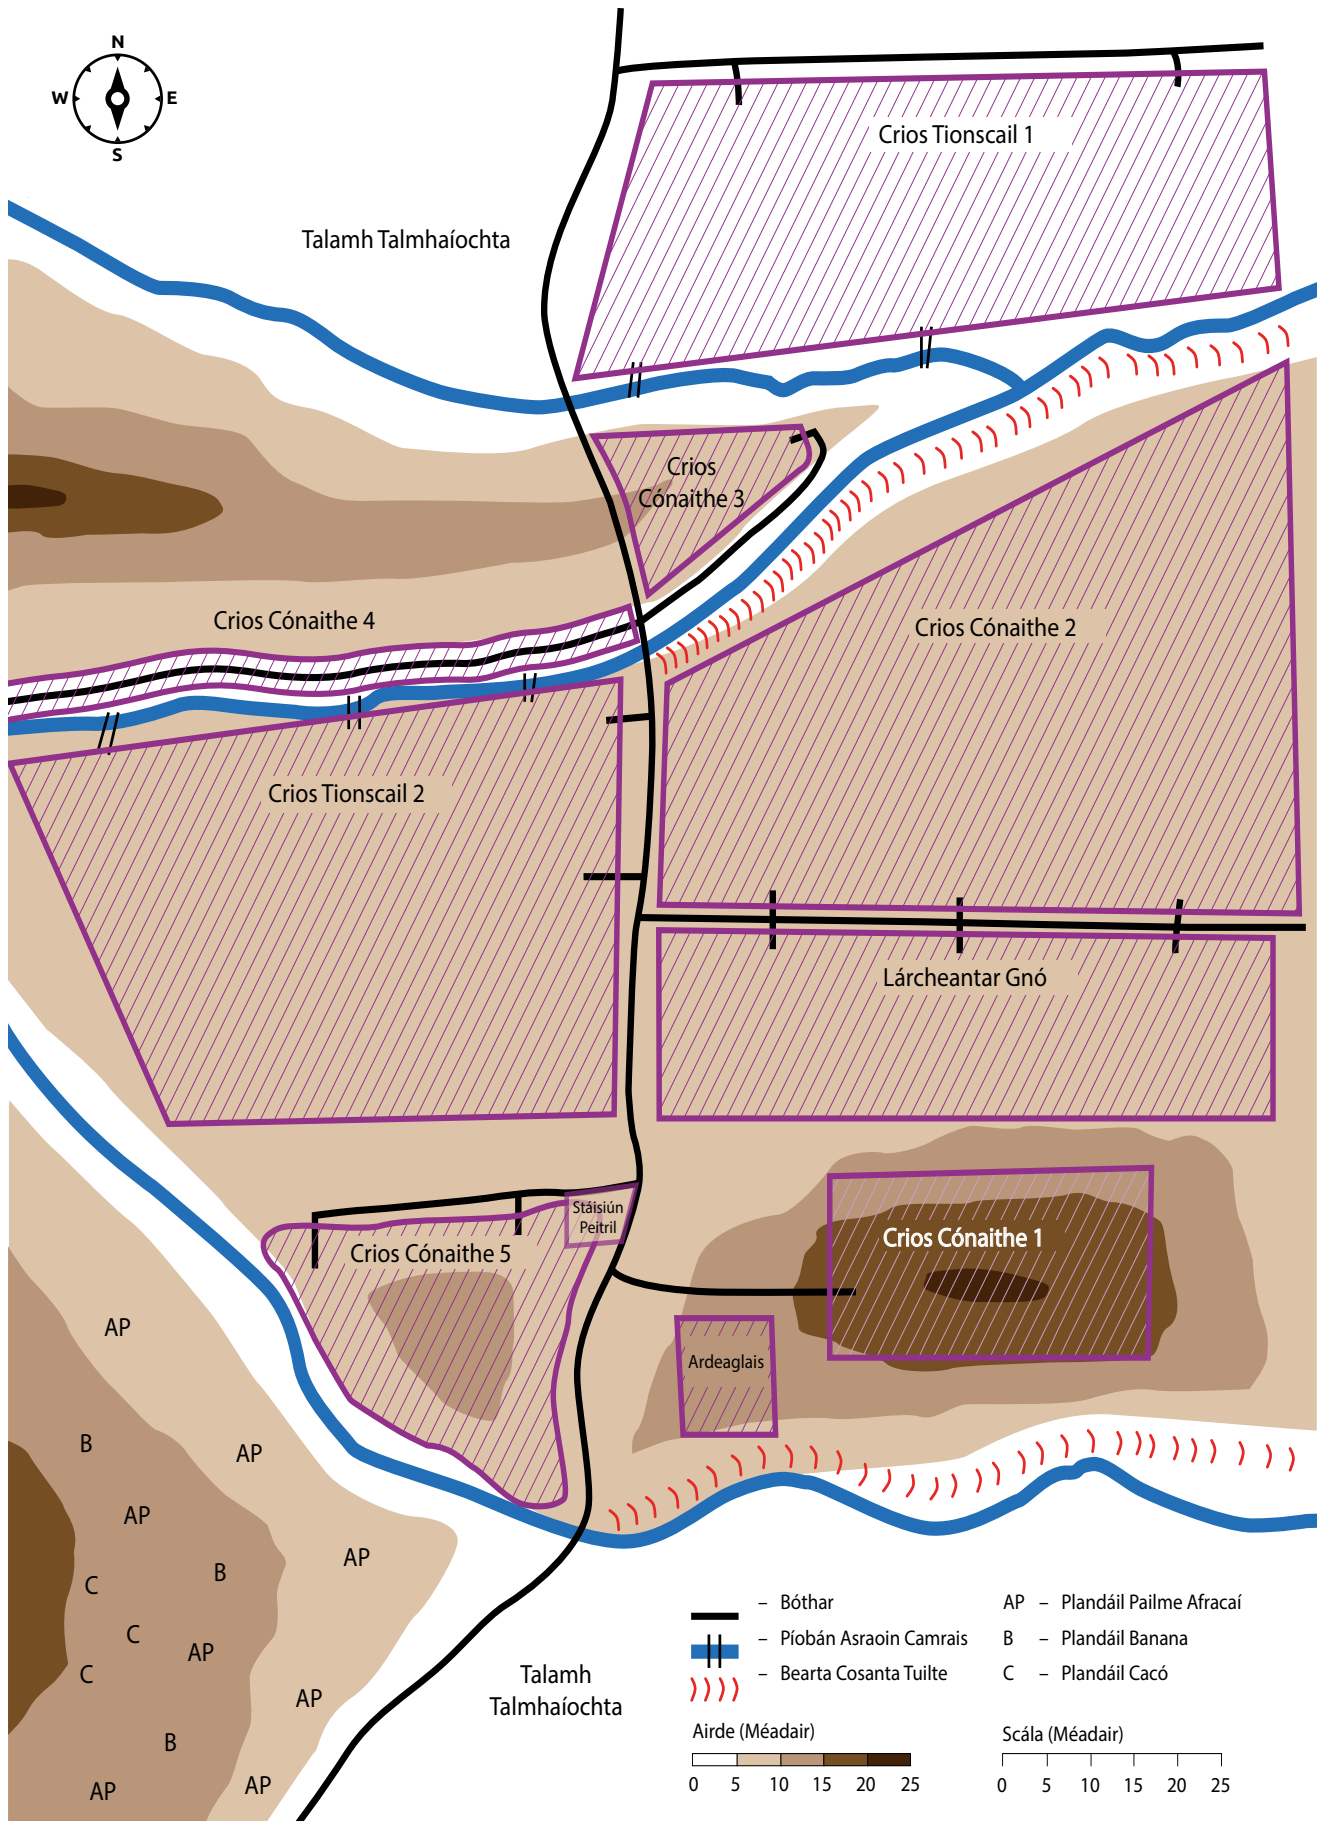 N
W
E
S
Crios Tionscail 1
Talamh Talmhaíochta
Crios
Cónaithe 3
Crios Cónaithe 4
Crios Cónaithe 2
Crios Tionscail 2
Lárcheantar Gnó
Stáisiún
Peitril
Crios Cónaithe 5
Crios Cónaithe 1
Ardeaglais
AP
B
AP
AP
AP
B
C
C
AP
C
AP
B
AP
AP
Talamh
Talmhaíochta
– Bóthar
– Píobán Asraoin Camrais
– Bearta Cosanta Tuilte
AP – Plandáil Pailme Afracaí
B – Plandáil Banana
C – Plandáil Cacó
Airde (Méadair)
0 5 10 15 20 25
Scála (Méadair)
0 5 10 15 20 25